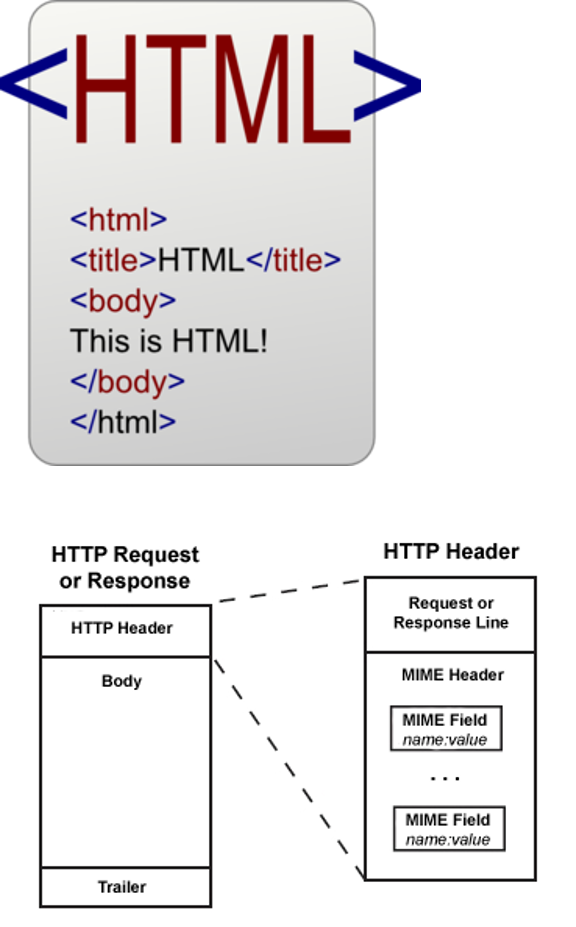 <HTML>
<html>
<title>HTML</title>
<body>
This is HTML!
</body>
</html>
HTTP Request
or Response
HTTP Header
Body
Trailer
HTTP Header
Request or
Response Line
MIME Header
MIME Field
name:value
...
MIME Field
name:value